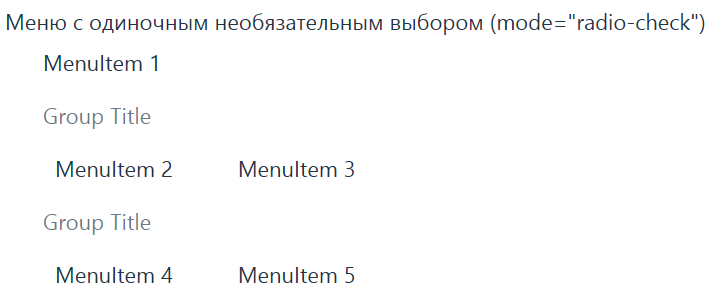 Меню с одиночным необязательным выбором (mode="radio-check")
MenuItem 1
Group Title
MenuItem 2 MenuItem 3
Group Title
MenuItem 4 MenuItem 5